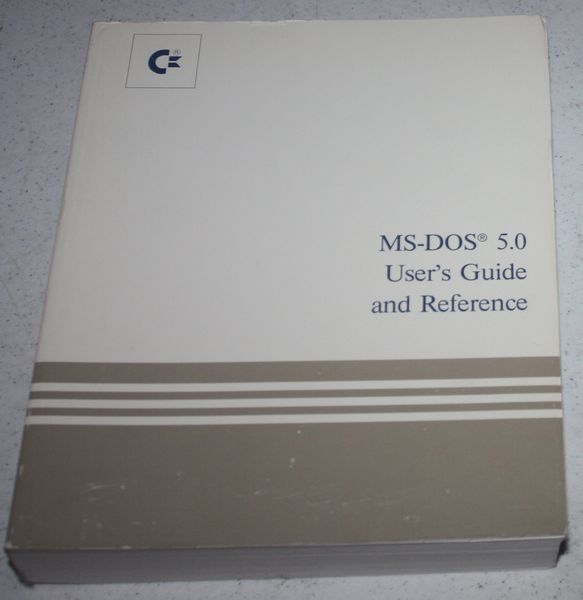 MS-DOS® 5.0
User's Guide
and Reference